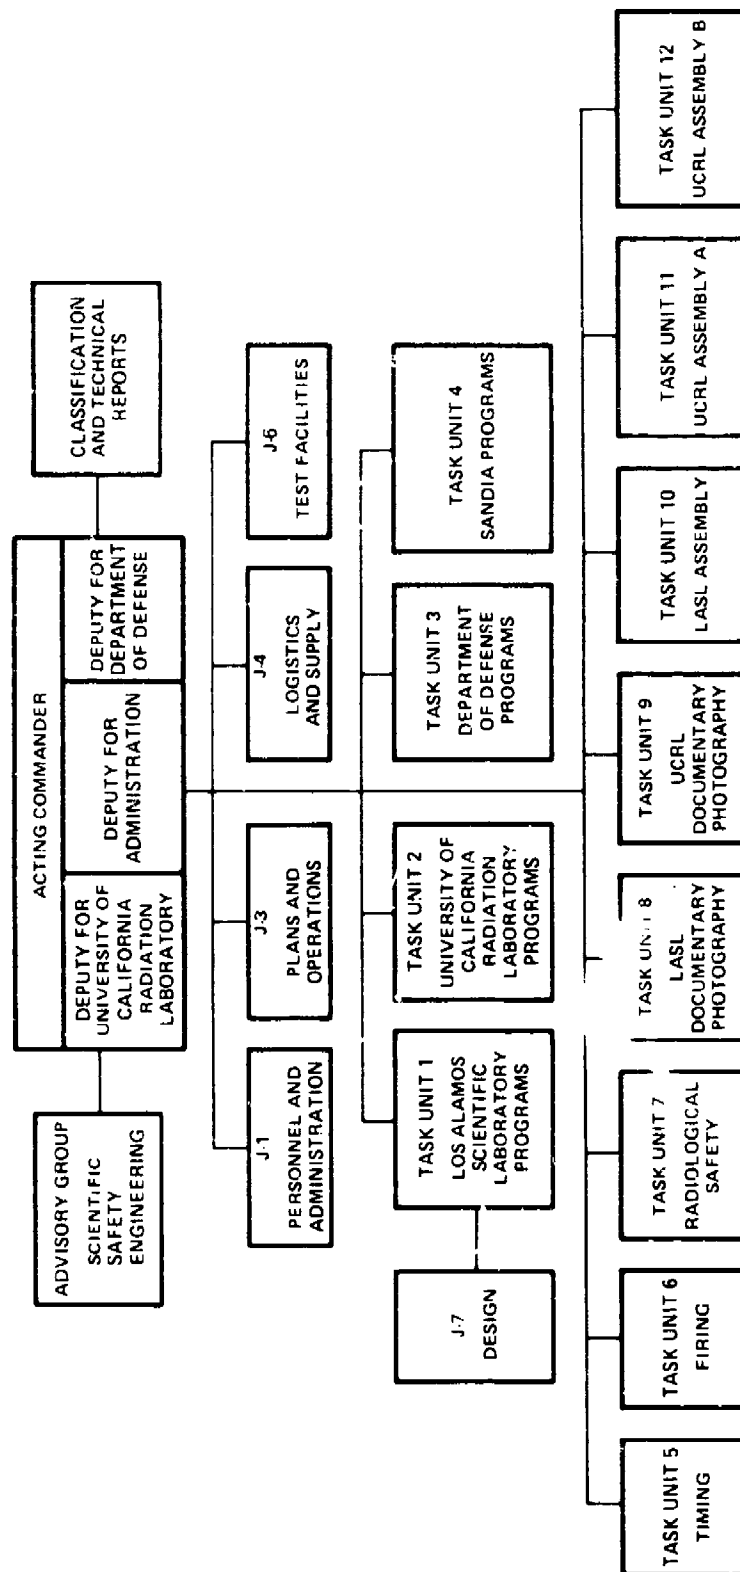 ACTING COMMANDER
ADVISORY GROUP
SCIENTIFIC
SAFETY
ENGINEERING
DEPUTY FOR
UNIVERSITY OF
CALIFORNIA
RADIATION
LABORATORY
DEPUTY FOR
ADMINISTRATION
DEPUTY FOR
DEPARTMENT
OF DEFENSE
CLASSIFICATION
AND TECHNICAL
REPORTS
J-1
PERSONNEL AND
ADMINISTRATION
J-3
PLANS AND
OPERATIONS
J-4
LOGISTICS
AND SUPPLY
J-6
TEST FACILITIES
J-7
DESIGN
TASK UNIT 1
LOS ALAMOS
SCIENTIFIC
LABORATORY
PROGRAMS
TASK UNIT 2
UNIVERSITY OF
CALIFORNIA
RADIATION
LABORATORY
PROGRAMS
TASK UNIT 3
DEPARTMENT
OF DEFENSE
PROGRAMS
TASK UNIT 4
SANDIA PROGRAMS
TASK UNIT 5
TIMING
TASK UNIT 6
FIRING
TASK UNIT 7
RADIOLOGICAL
SAFETY
TASK UNIT 8
LASL
DOCUMENTARY
PHOTOGRAPHY
TASK UNIT 9
UCRL
DOCUMENTARY
PHOTOGRAPHY
TASK UNIT 10
LASL ASSEMBLY
TASK UNIT 11
UCRL ASSEMBLY A
TASK UNIT 12
UCRL ASSEMBLY B